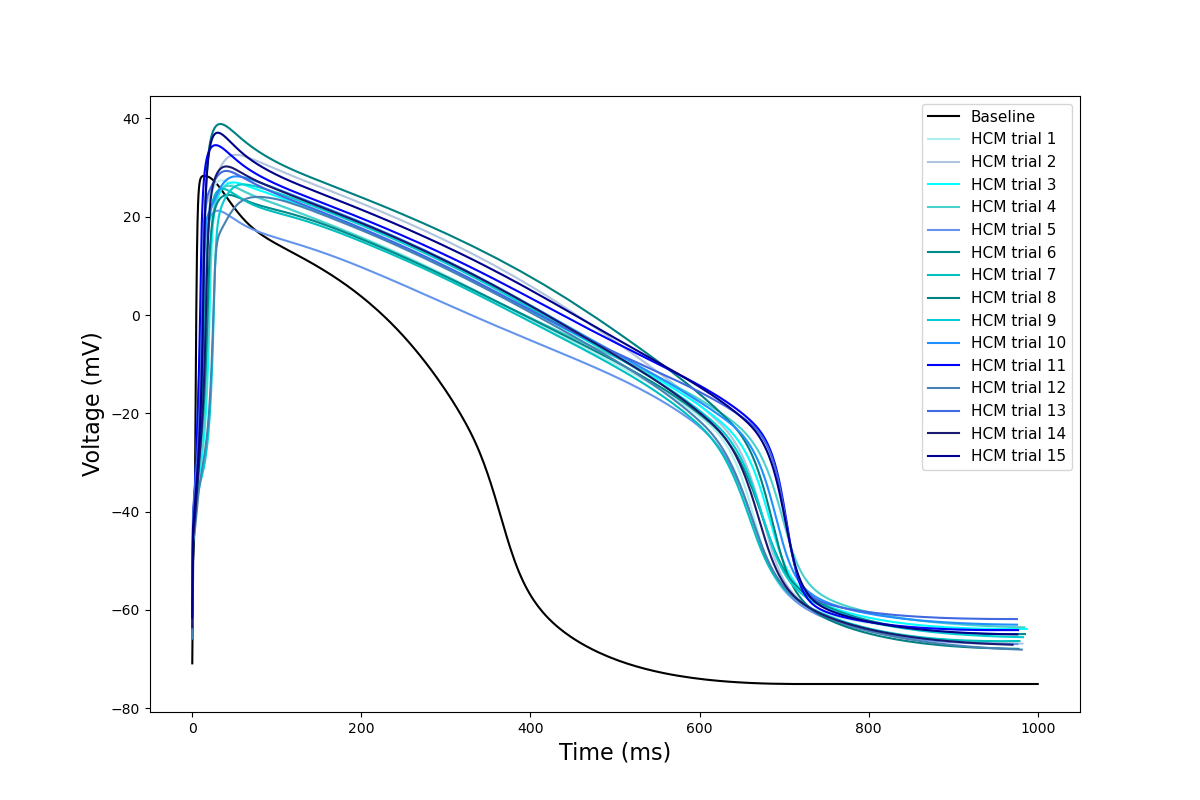 40
20
0
−20
−40
−60
−80
Voltage (mV)
0
200
400
600
800
1000
Time (ms)
Baseline
HCM trial 1
HCM trial 2
HCM trial 3
HCM trial 4
HCM trial 5
HCM trial 6
HCM trial 7
HCM trial 8
HCM trial 9
HCM trial 10
HCM trial 11
HCM trial 12
HCM trial 13
HCM trial 14
HCM trial 15